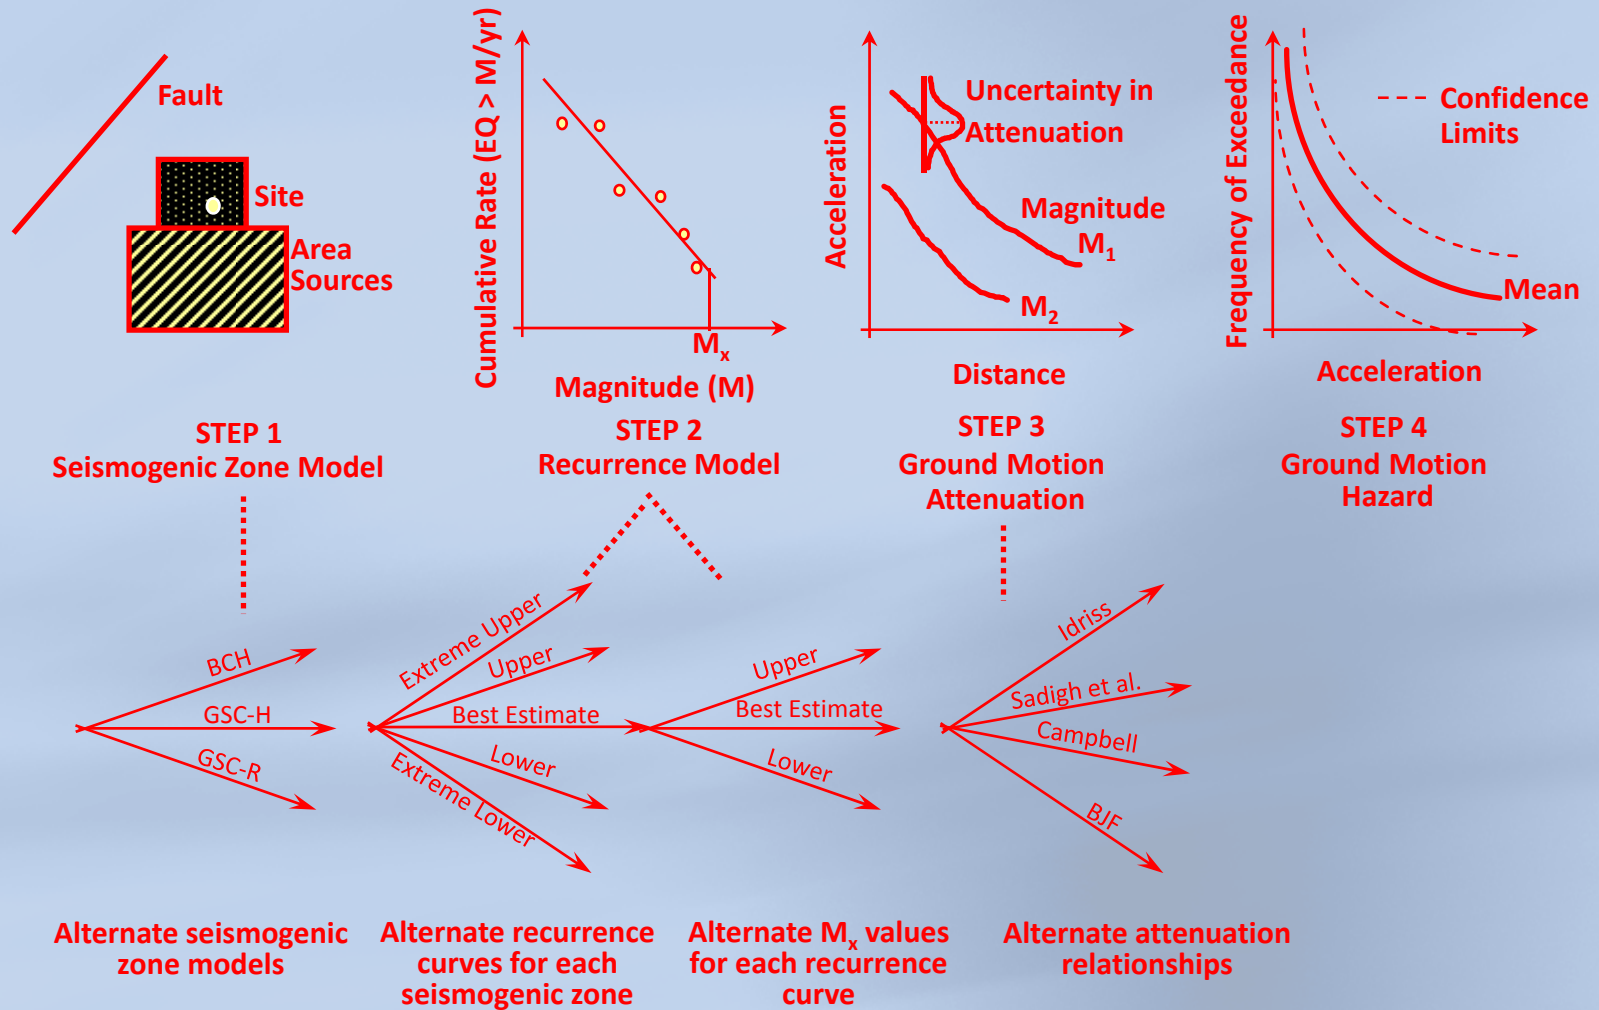 Fault
Site
Area
Sources
Cumulative Rate (EQ > M/yr)
Mx
Magnitude (M)
Acceleration
Uncertainty in
Attenuation
Magnitude
M1
M2
Distance
Frequency of Exceedance
Confidence
Limits
Mean
Acceleration
STEP 1
Seismogenic Zone Model
STEP 2
Recurrence Model
STEP 3
Ground Motion
Attenuation
STEP 4
Ground Motion
Hazard
BCH
GSC-H
GSC-R
Extreme Upper
Upper
Best Estimate
Lower
Extreme Lower
Upper
Best Estimate
Lower
Idriss
Sadigh et al.
Campbell
BJF
Alternate seismogenic
zone models
Alternate recurrence
curves for each
seismogenic zone
Alternate Mx values
for each recurrence
curve
Alternate attenuation
relationships